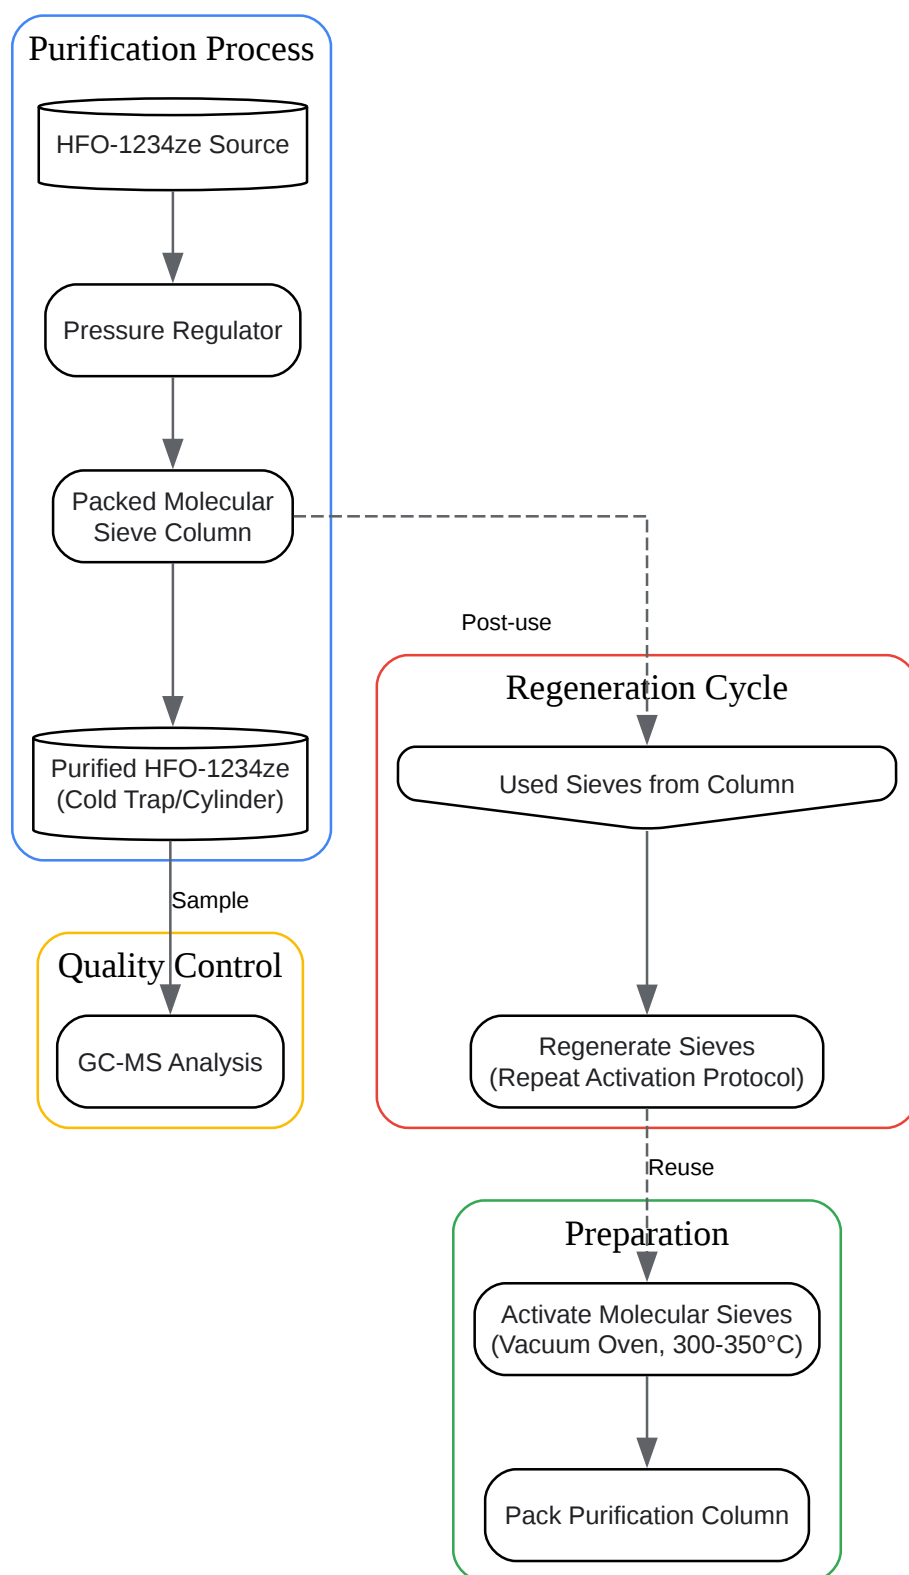 Purification Process
HFO-1234ze Source
Pressure Regulator
Packed Molecular
Sieve Column
Post-use
Purified HFO-1234ze
(Cold Trap/Cylinder)
Sample
Quality Control
GC-MS Analysis
Regeneration Cycle
Used Sieves from Column
Regenerate Sieves
(Repeat Activation Protocol)
Reuse
Preparation
Activate Molecular Sieves
(Vacuum Oven, 300-350°C)
Pack Purification Column